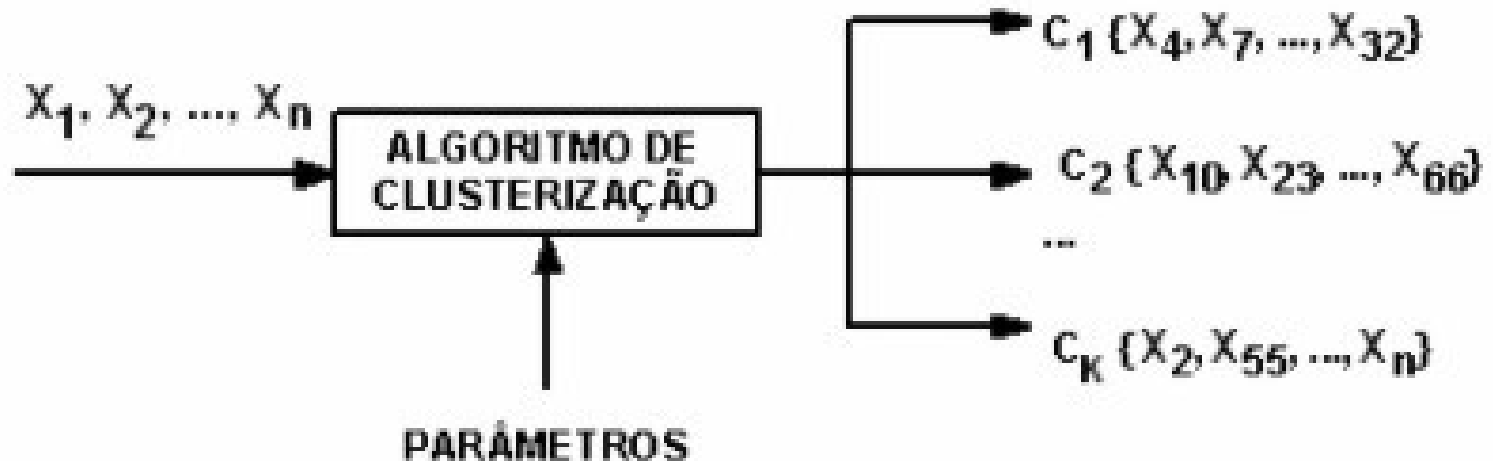 X₁, X₂, ..., Xₙ
ALGORITMO DE
CLUSTERIZAÇÃO
PARÂMETROS
C₁ {X₄, X₇, ..., X₃₂}
C₂ {X₁₀, X₂₃, ..., X₆₆}
...
Cₖ {X₂, X₅₅, ..., Xₙ}